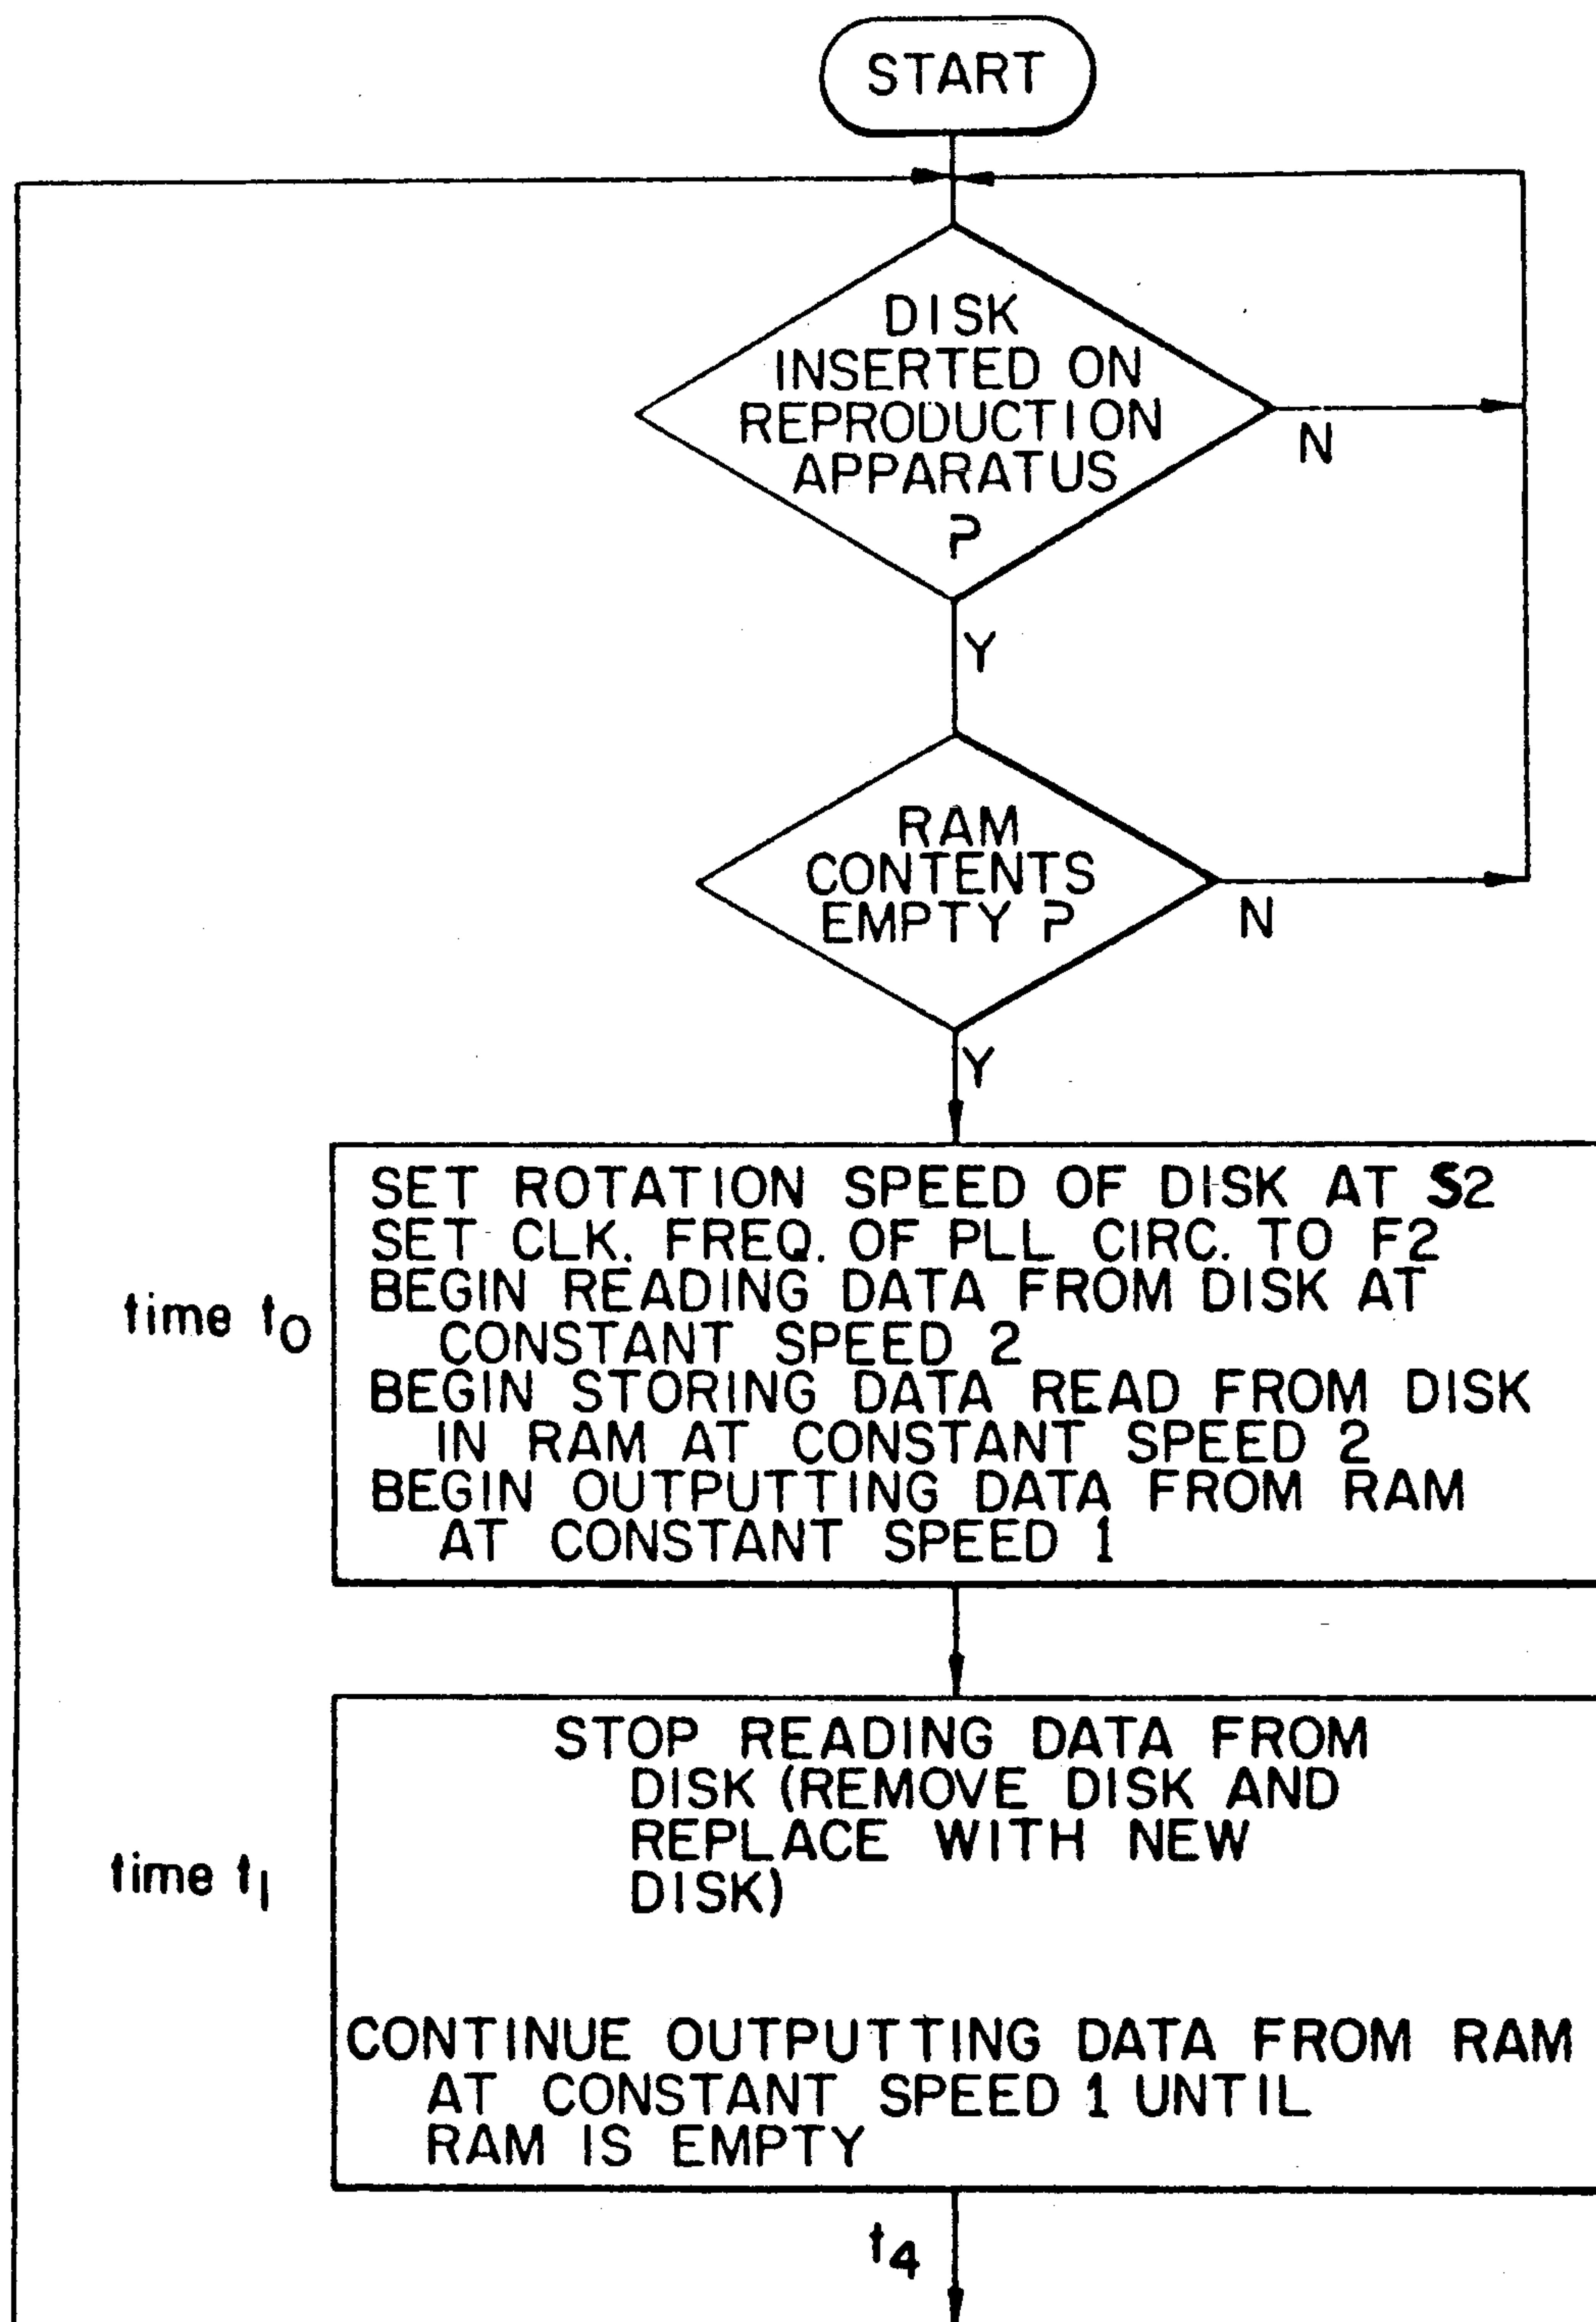 START
DISK
INSERTED ON
REPRODUCTION
APPARATUS
?
N
Y
RAM
CONTENTS
EMPTY ?
N
Y
time t0
SET ROTATION SPEED OF DISK AT S2
SET CLK. FREQ. OF PLL CIRC. TO F2
BEGIN READING DATA FROM DISK AT
CONSTANT SPEED 2
BEGIN STORING DATA READ FROM DISK
IN RAM AT CONSTANT SPEED 2
BEGIN OUTPUTTING DATA FROM RAM
AT CONSTANT SPEED 1
time t1
STOP READING DATA FROM
DISK (REMOVE DISK AND
REPLACE WITH NEW
DISK)
CONTINUE OUTPUTTING DATA FROM RAM
AT CONSTANT SPEED 1 UNTIL
RAM IS EMPTY
t4